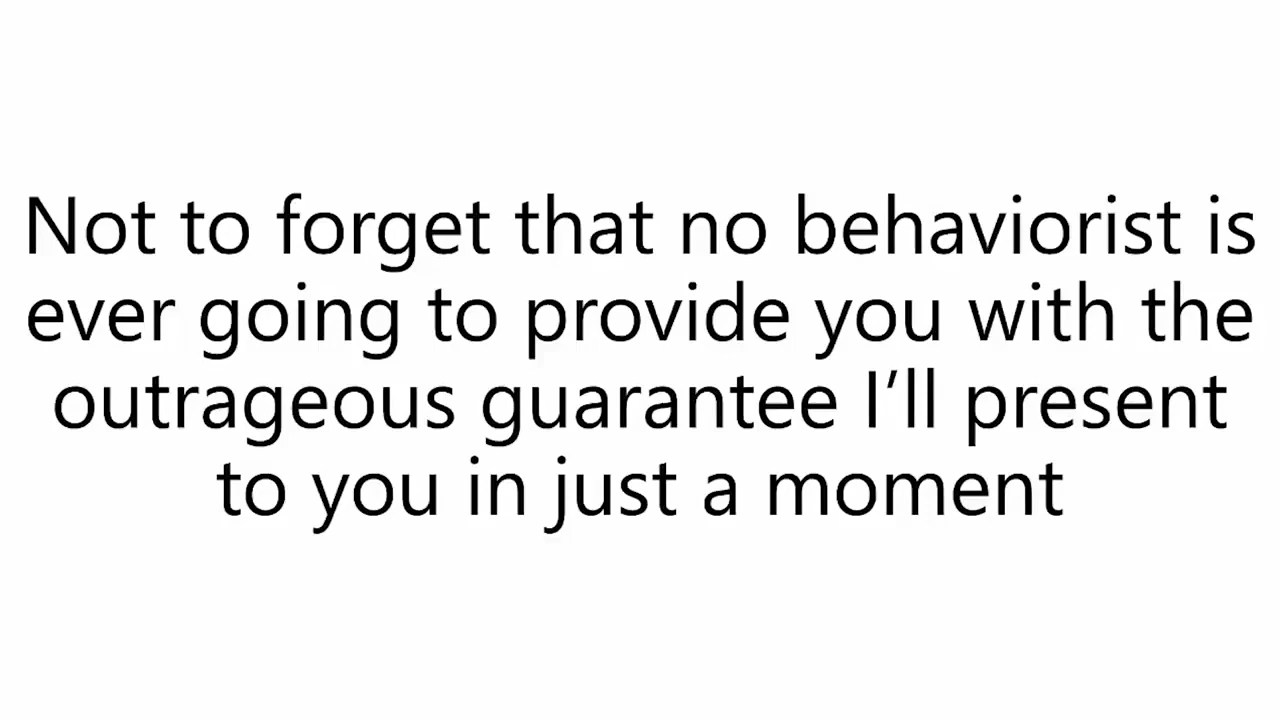 Not to forget that no behaviorist is
ever going to provide you with the
outrageous guarantee I’ll present
to you in just a moment